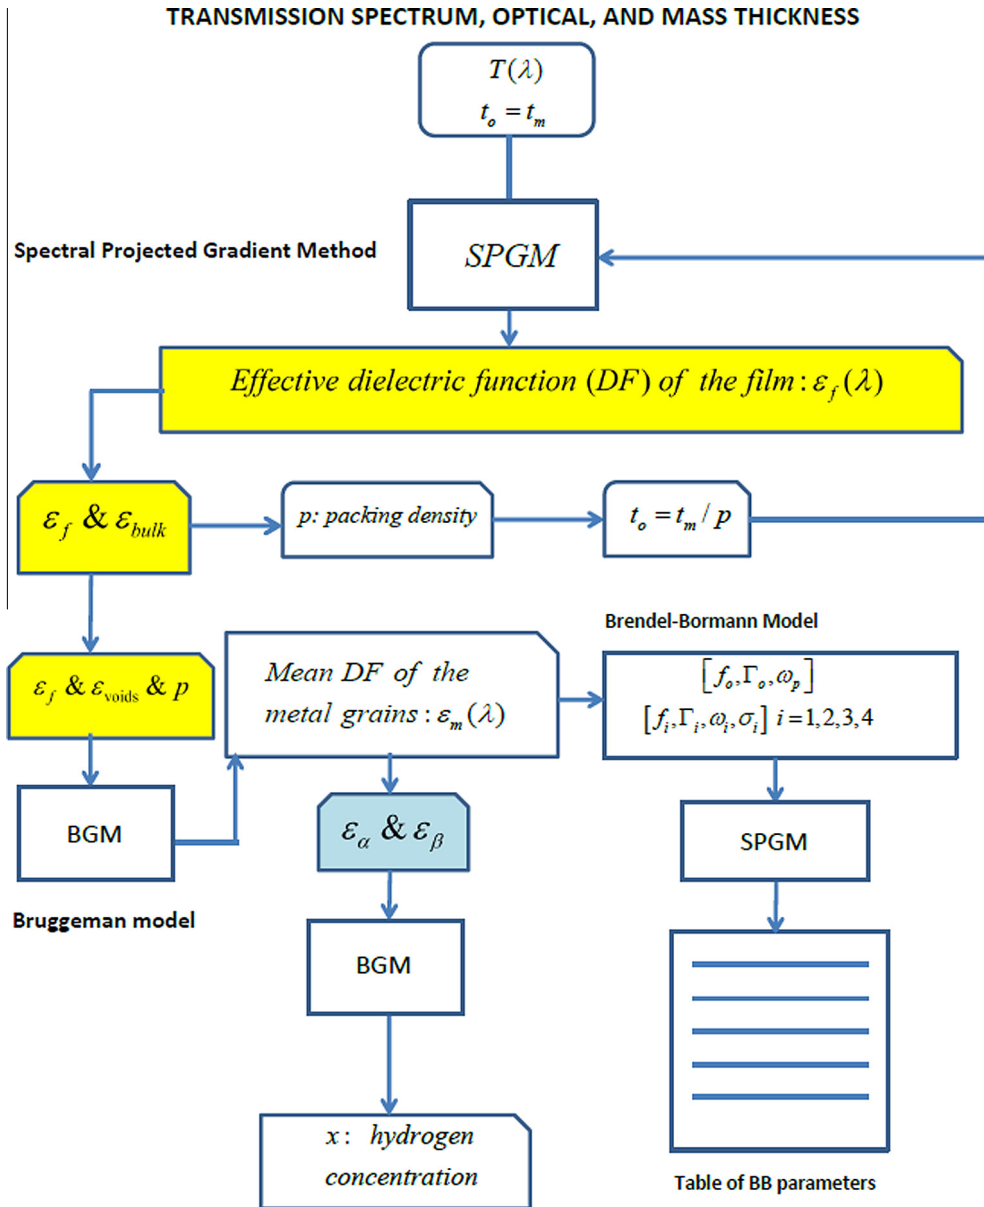 TRANSMISSION SPECTRUM, OPTICAL, AND MASS THICKNESS
T(λ)
t_o = t_m
Spectral Projected Gradient Method
SPGM
Effective dielectric function (DF) of the film : ε_f(λ)
ε_f & ε_bulk
p: packing density
t_o = t_m / p
Brendel-Bormann Model
ε_f & ε_voids & p
Mean DF of the
metal grains : ε_m(λ)
[f_o, Γ_o, ω_p]
[f_i, Γ_i, ω_i, σ_i] i = 1,2,3,4
BGM
ε_α & ε_β
SPGM
Bruggeman model
BGM
x : hydrogen
concentration
Table of BB parameters